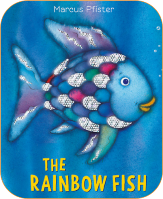 Marcus Pfister
THE
RAINBOW FISH